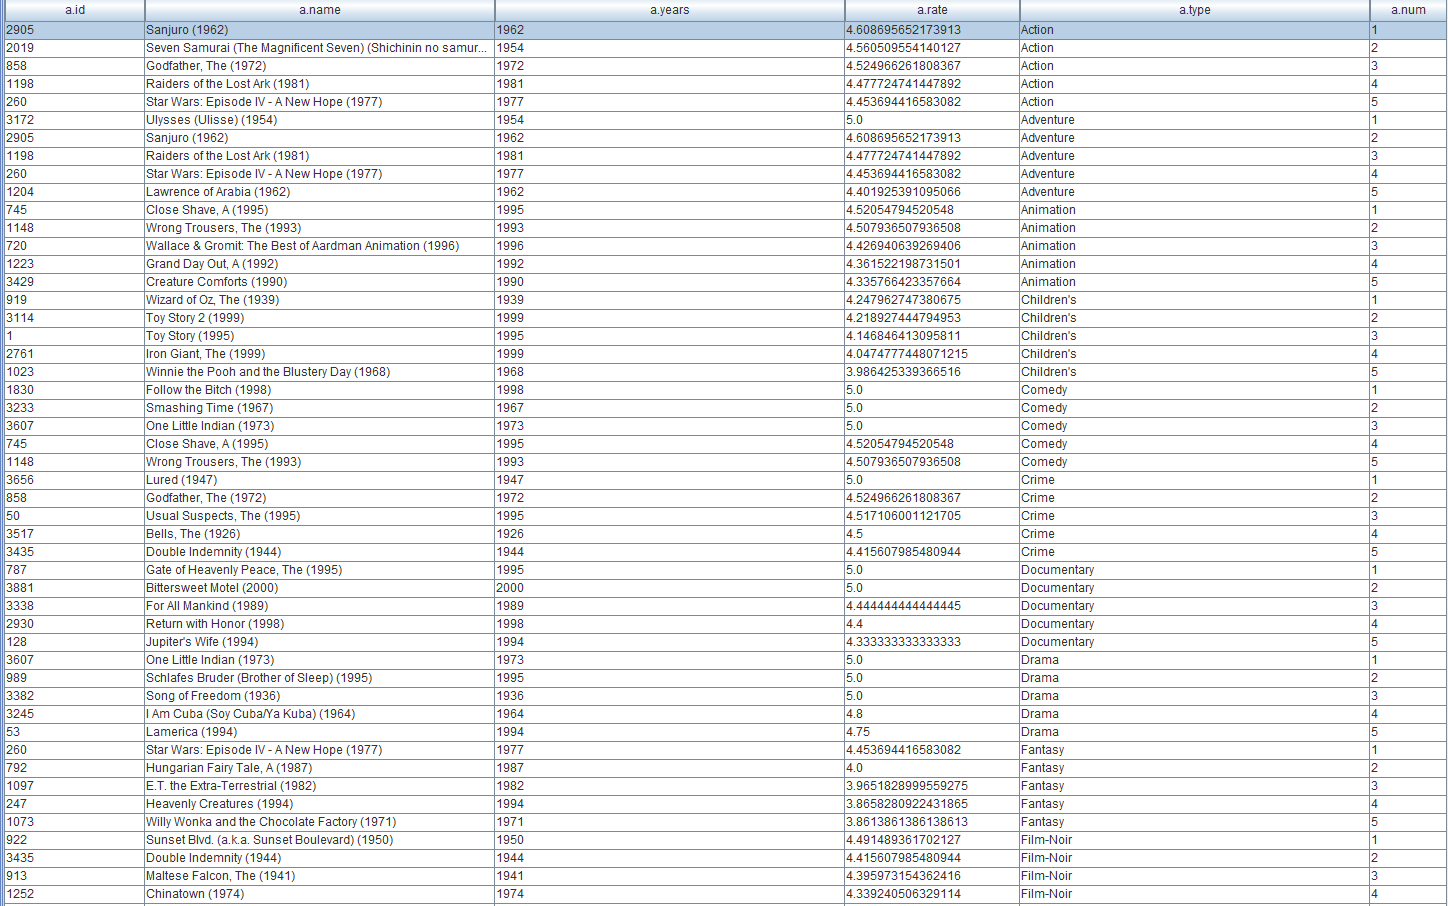 a.id a.name a.years a.rate a.type a.num
2905 Sanjuro (1962) 1962 4.608695652173913 Action 1
2019 Seven Samurai (The Magnificent Seven) (Shichinin no samur... 1954 4.560509554140127 Action 2
858 Godfather, The (1972) 1972 4.524966261808367 Action 3
1198 Raiders of the Lost Ark (1981) 1981 4.477724741447892 Action 4
260 Star Wars: Episode IV - A New Hope (1977) 1977 4.453694416583082 Action 5
3172 Ulysses (Ulisse) (1954) 1954 5.0 Adventure 1
2905 Sanjuro (1962) 1962 4.608695652173913 Adventure 2
1198 Raiders of the Lost Ark (1981) 1981 4.477724741447892 Adventure 3
260 Star Wars: Episode IV - A New Hope (1977) 1977 4.453694416583082 Adventure 4
1204 Lawrence of Arabia (1962) 1962 4.401925391095066 Adventure 5
745 Close Shave, A (1995) 1995 4.52054794520548 Animation 1
1148 Wrong Trousers, The (1993) 1993 4.507936507936508 Animation 2
720 Wallace & Gromit: The Best of Aardman Animation (1996) 1996 4.426940639269406 Animation 3
1223 Grand Day Out, A (1992) 1992 4.361522198731501 Animation 4
3429 Creature Comforts (1990) 1990 4.335766423357664 Animation 5
919 Wizard of Oz, The (1939) 1939 4.247962747380675 Children's 1
3114 Toy Story 2 (1999) 1999 4.218927444794953 Children's 2
1 Toy Story (1995) 1995 4.146846413095811 Children's 3
2761 Iron Giant, The (1999) 1999 4.0474777448071215 Children's 4
1023 Winnie the Pooh and the Blustery Day (1968) 1968 3.986425339366516 Children's 5
1830 Follow the Bitch (1998) 1998 5.0 Comedy 1
3233 Smashing Time (1967) 1967 5.0 Comedy 2
3607 One Little Indian (1973) 1973 5.0 Comedy 3
745 Close Shave, A (1995) 1995 4.52054794520548 Comedy 4
1148 Wrong Trousers, The (1993) 1993 4.507936507936508 Comedy 5
3656 Lured (1947) 1947 5.0 Crime 1
858 Godfather, The (1972) 1972 4.524966261808367 Crime 2
50 Usual Suspects, The (1995) 1995 4.517106001121705 Crime 3
3517 Bells, The (1926) 1926 4.5 Crime 4
3435 Double Indemnity (1944) 1944 4.415607985480944 Crime 5
787 Gate of Heavenly Peace, The (1995) 1995 5.0 Documentary 1
3881 Bittersweet Motel (2000) 2000 5.0 Documentary 2
3338 For All Mankind (1989) 1989 4.444444444444445 Documentary 3
2930 Return with Honor (1998) 1998 4.4 Documentary 4
128 Jupiter's Wife (1994) 1994 4.333333333333333 Documentary 5
3607 One Little Indian (1973) 1973 5.0 Drama 1
989 Schlafes Bruder (Brother of Sleep) (1995) 1995 5.0 Drama 2
3382 Song of Freedom (1936) 1936 5.0 Drama 3
3245 I Am Cuba (Soy Cuba/Ya Kuba) (1964) 1964 4.8 Drama 4
53 Lamerica (1994) 1994 4.75 Drama 5
260 Star Wars: Episode IV - A New Hope (1977) 1977 4.453694416583082 Fantasy 1
792 Hungarian Fairy Tale, A (1987) 1987 4.0 Fantasy 2
1097 E.T. the Extra-Terrestrial (1982) 1982 3.9651828999559275 Fantasy 3
247 Heavenly Creatures (1994) 1994 3.8658280922431865 Fantasy 4
1073 Willy Wonka and the Chocolate Factory (1971) 1971 3.8613861386138613 Fantasy 5
922 Sunset Blvd. (a.k.a. Sunset Boulevard) (1950) 1950 4.491489361702127 Film-Noir 1
3435 Double Indemnity (1944) 1944 4.415607985480944 Film-Noir 2
913 Maltese Falcon, The (1941) 1941 4.395973154362416 Film-Noir 3
1252 Chinatown (1974) 1974 4.339240506329114 Film-Noir 4